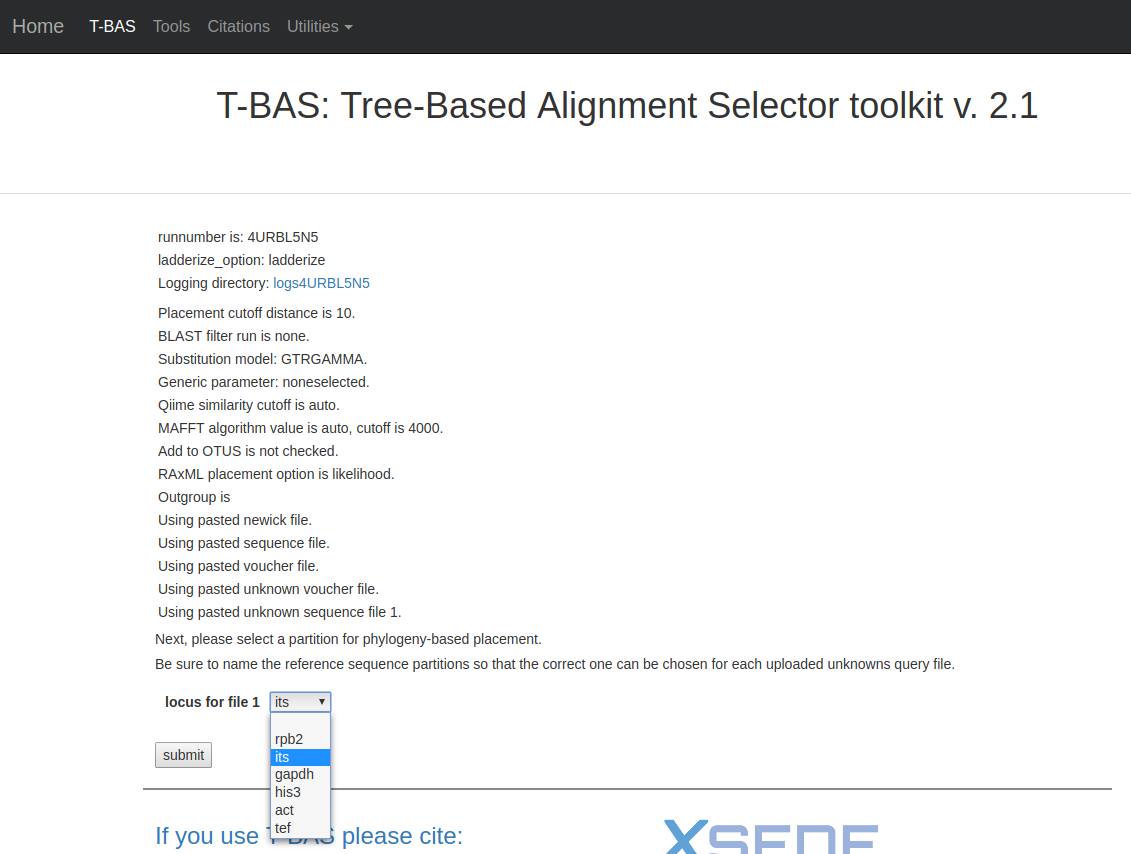 Home T-BAS Tools Citations Utilities
T-BAS: Tree-Based Alignment Selector toolkit v. 2.1
runnumber is: 4URBL5N5
ladderize_option: ladderize
Logging directory: logs4URBL5N5
Placement cutoff distance is 10.
BLAST filter run is none.
Substitution model: GTRGAMMA.
Generic parameter: noneselected.
Qiime similarity cutoff is auto.
MAFFT algorithm value is auto, cutoff is 4000.
Add to OTUS is not checked.
RAxML placement option is likelihood.
Outgroup is
Using pasted newick file.
Using pasted sequence file.
Using pasted voucher file.
Using pasted unknown voucher file.
Using pasted unknown sequence file 1.
Next, please select a partition for phylogeny-based placement.
Be sure to name the reference sequence partitions so that the correct one can be chosen for each uploaded unknowns query file.
locus for file 1 its
rpb2
its
gapdh
his3
act
tef
submit
If you use T-BAS please cite:
XSEDE